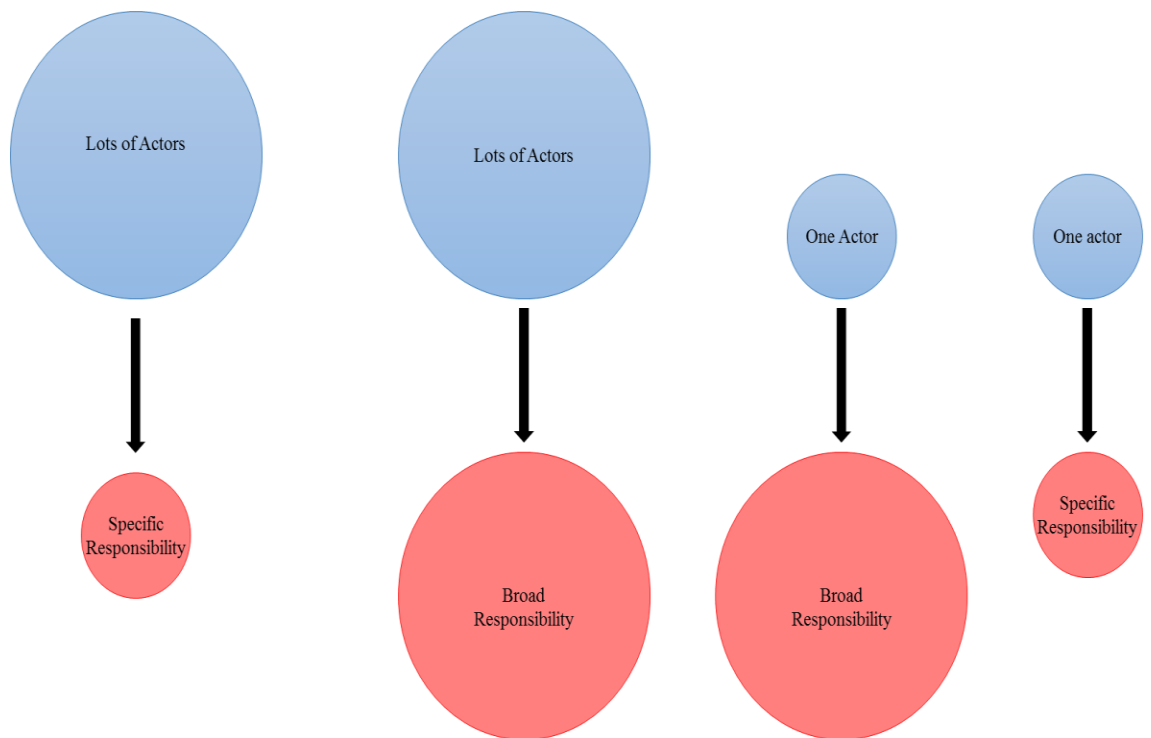 Lots of Actors
Lots of Actors
One Actor
One actor
Specific
Responsibility
Broad
Responsibility
Broad
Responsibility
Specific
Responsibility